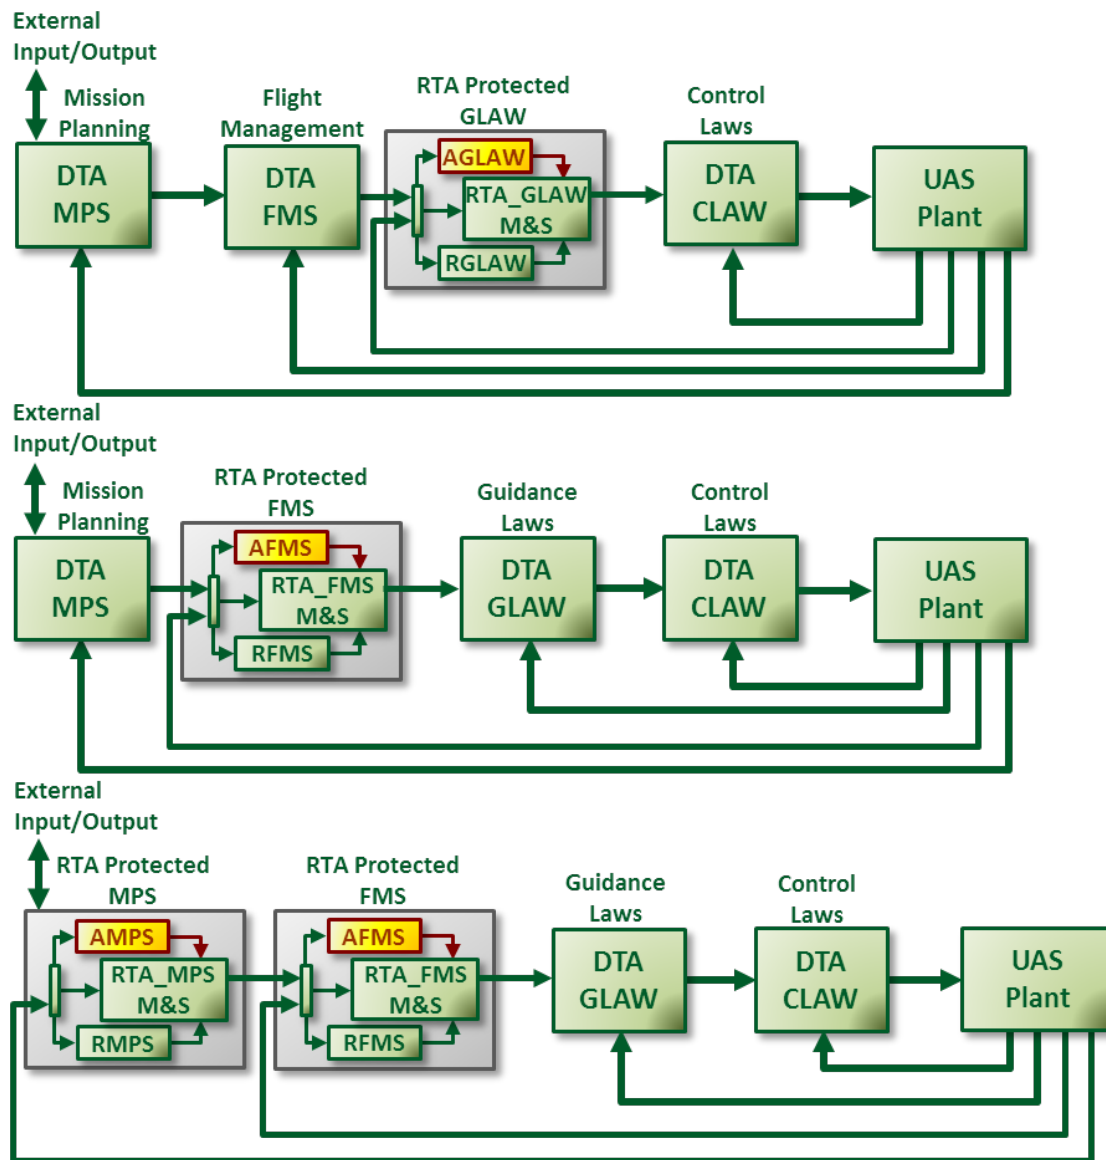 External
Input/Output
Mission
Planning
Flight
Management
RTA Protected
GLAW
Control
Laws
DTA
MPS
DTA
FMS
AGLAW
RTA_GLAW
M&S
RGLAW
DTA
CLAW
UAS
Plant
External
Input/Output
Mission
Planning
RTA Protected
FMS
Guidance
Laws
Control
Laws
DTA
MPS
AFMS
RTA_FMS
M&S
RFMS
DTA
GLAW
DTA
CLAW
UAS
Plant
External
Input/Output
RTA Protected
MPS
RTA Protected
FMS
Guidance
Laws
Control
Laws
AMPS
RTA_MPS
M&S
RMPS
AFMS
RTA_FMS
M&S
RFMS
DTA
GLAW
DTA
CLAW
UAS
Plant